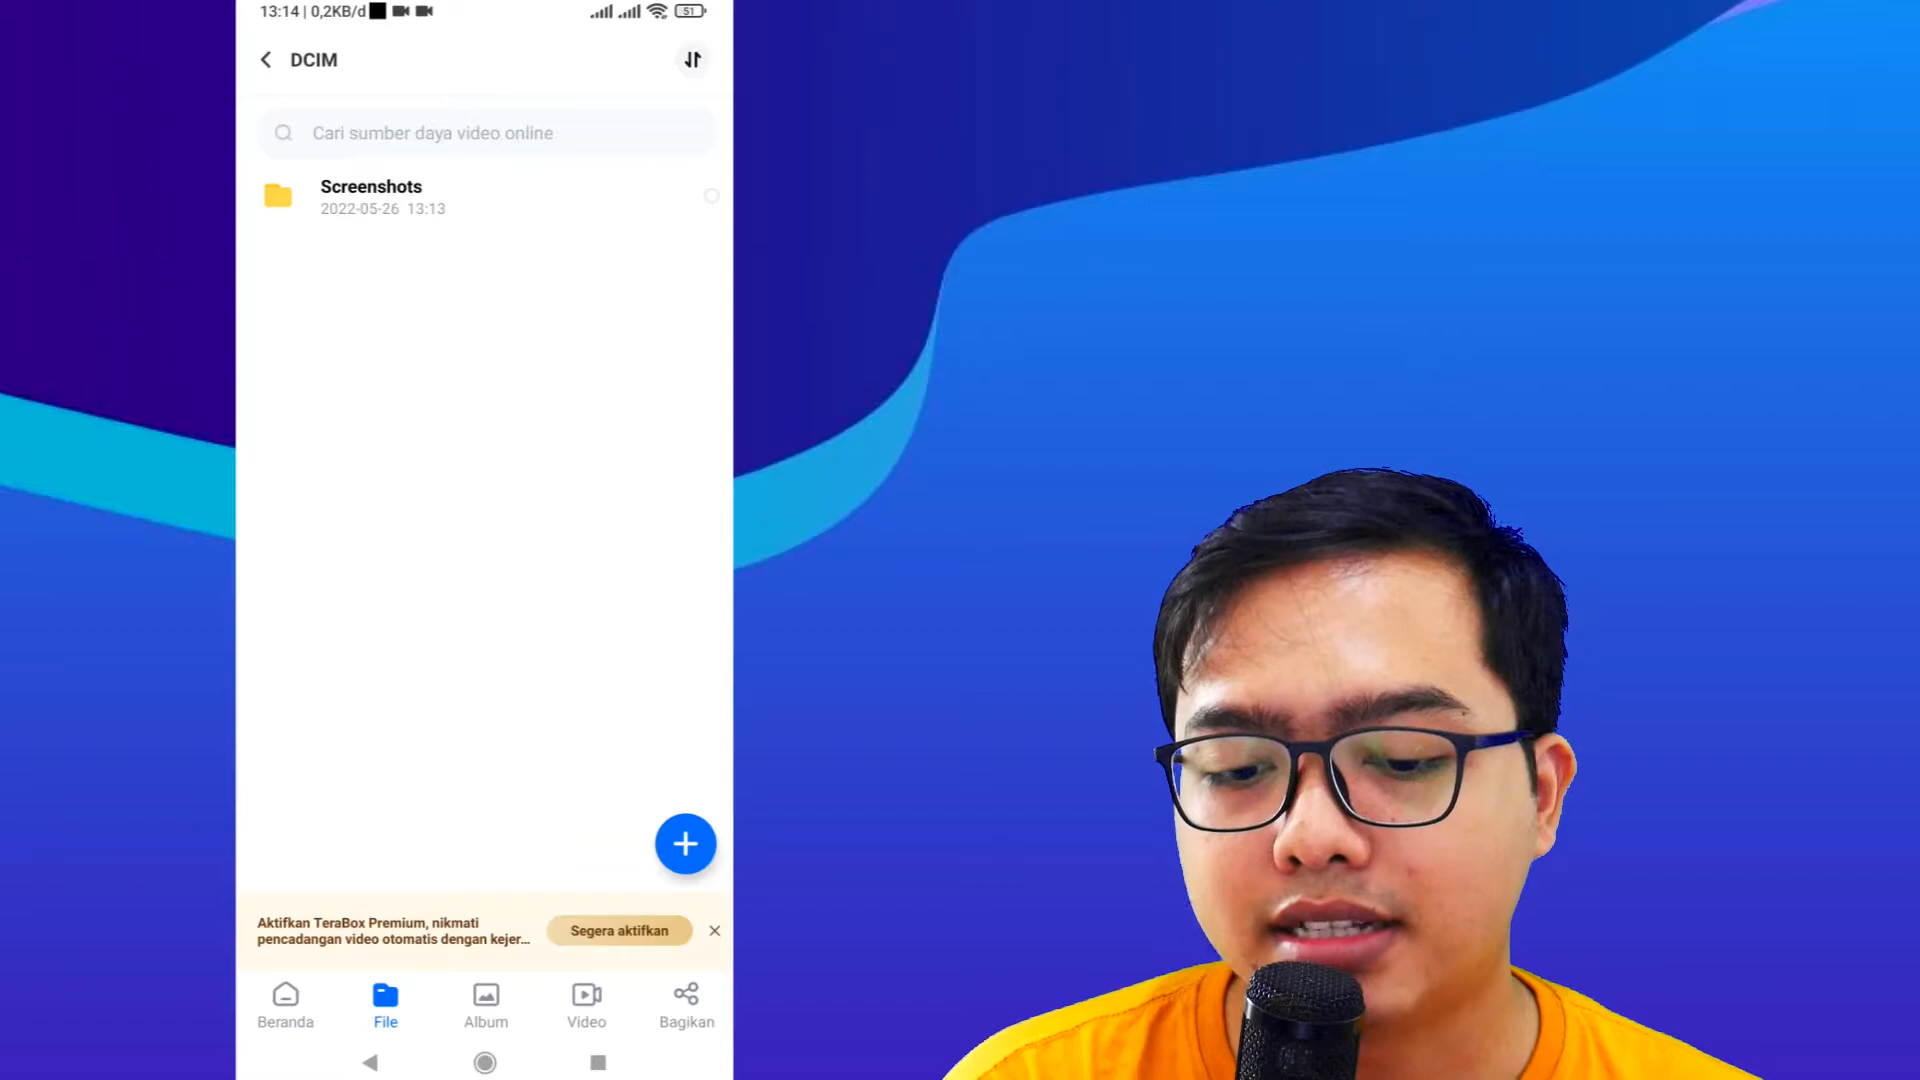 13:14 | 0,2KB/d
51
DCIM
Cari sumber daya video online
Screenshots
2022-05-26 13:13
Aktifkan TeraBox Premium, nikmati
pencadangan video otomatis dengan kejer...
Segera aktifkan
Beranda
File
Album
Video
Bagikan